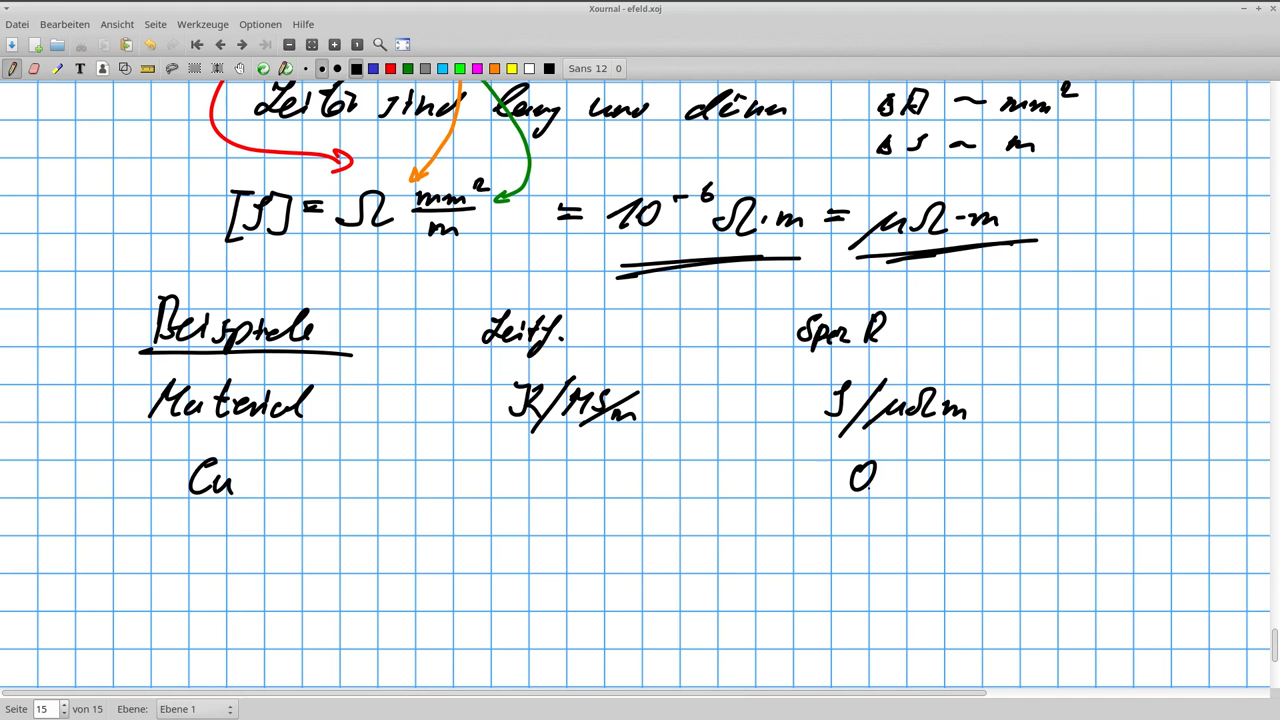 Xournal - efeld.xoj
Datei Bearbeiten Ansicht Seite Werkzeuge Optionen Hilfe
Sans 12 0
Leiter sind lang und dünn ΔA ~ mm²
Δs ~ m
[ρ] = Ω mm²/m = 10⁻⁶ Ω·m = μΩ·m
Beispiele Leitf. Spez R
Material K/MS/m ρ/μΩm
Cu 0
Seite 15 von 15 Ebene: Ebene 1